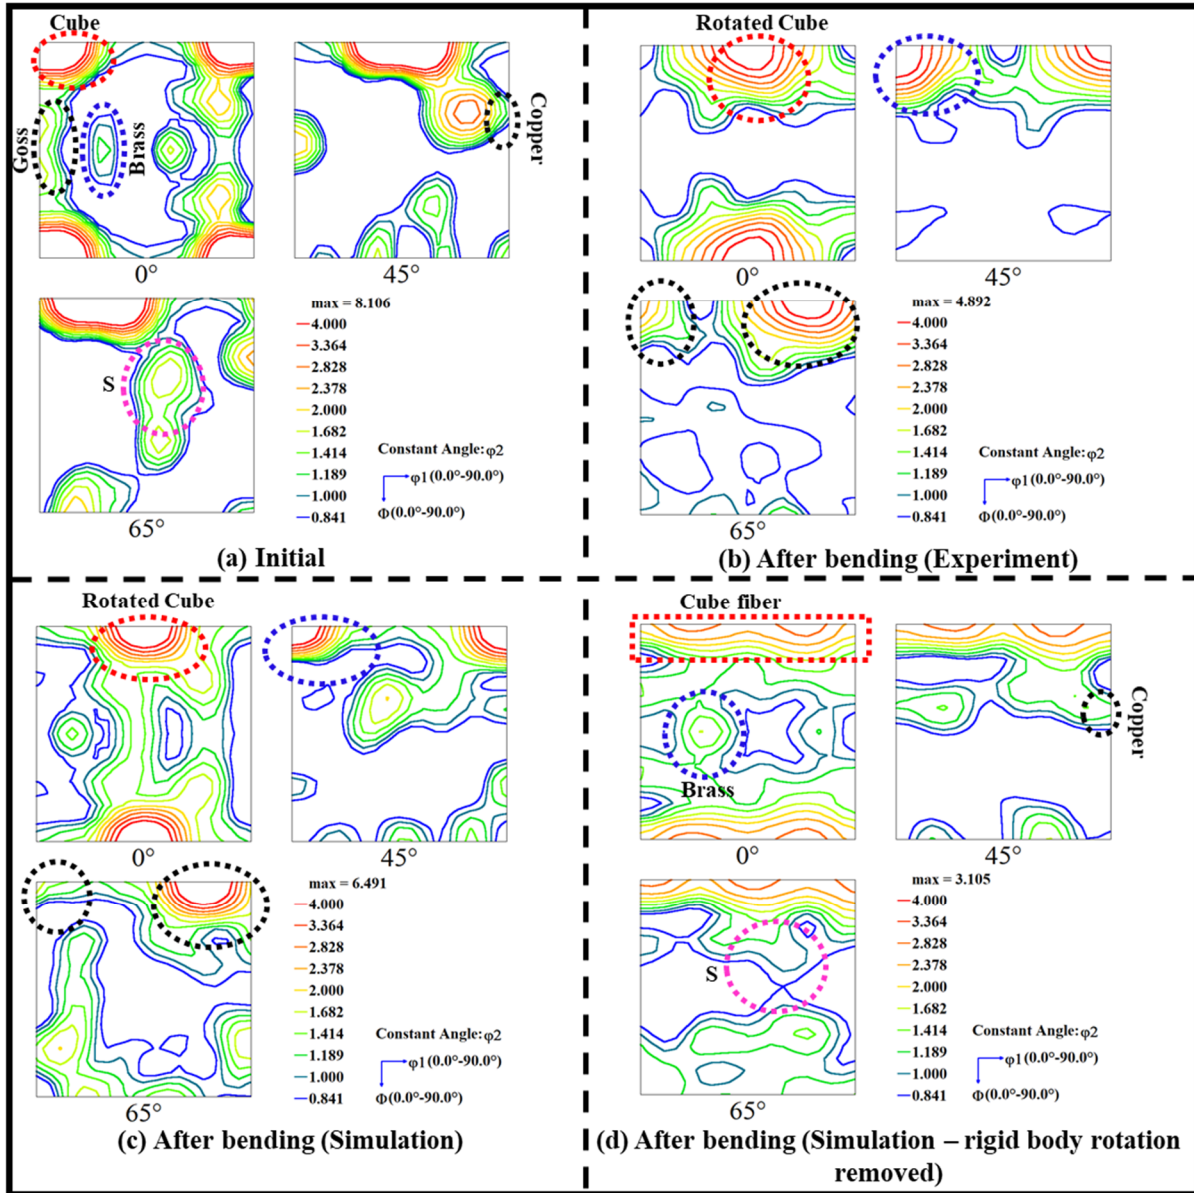 Cube
Goss
Brass
Copper
0°
45°
S
65°
max = 8.106
4.000
3.364
2.828
2.378
2.000
1.682
1.414
1.189
1.000
0.841
Constant Angle: φ2
φ1 (0.0°-90.0°)
Φ(0.0°-90.0°)
(a) Initial
Rotated Cube
0°
45°
65°
max = 4.892
4.000
3.364
2.828
2.378
2.000
1.682
1.414
1.189
1.000
0.841
Constant Angle: φ2
φ1 (0.0°-90.0°)
Φ(0.0°-90.0°)
(b) After bending (Experiment)
Rotated Cube
0°
45°
65°
max = 6.491
4.000
3.364
2.828
2.378
2.000
1.682
1.414
1.189
1.000
0.841
Constant Angle: φ2
φ1 (0.0°-90.0°)
Φ(0.0°-90.0°)
(c) After bending (Simulation)
Cube fiber
Brass
Copper
0°
45°
S
65°
max = 3.105
4.000
3.364
2.828
2.378
2.000
1.682
1.414
1.189
1.000
0.841
Constant Angle: φ2
φ1 (0.0°-90.0°)
Φ(0.0°-90.0°)
(d) After bending (Simulation – rigid body rotation
removed)